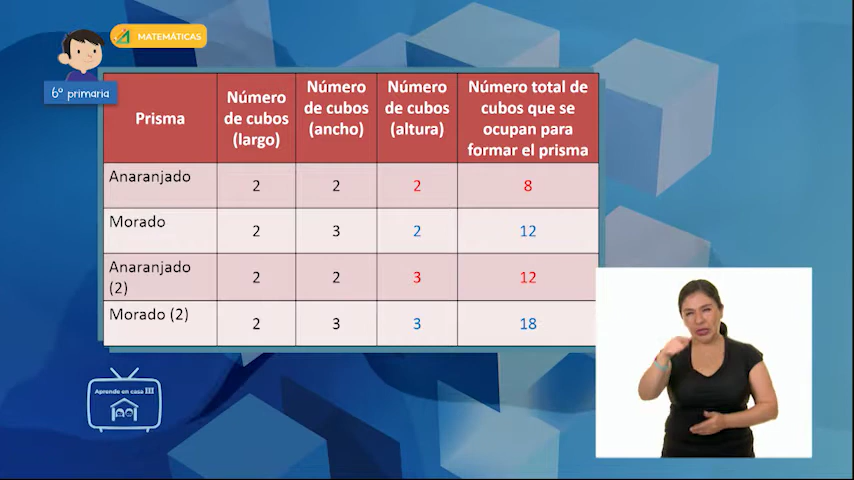 MATEMÁTICAS
6° primaria
Prisma
Número
de cubos
(largo)
Número
de cubos
(ancho)
Número
de cubos
(altura)
Número total de
cubos que se
ocupan para
formar el prisma
Anaranjado
2
2
2
8
Morado
2
3
2
12
Anaranjado
(2)
2
2
3
12
Morado (2)
2
3
3
18
Aprende en casa III